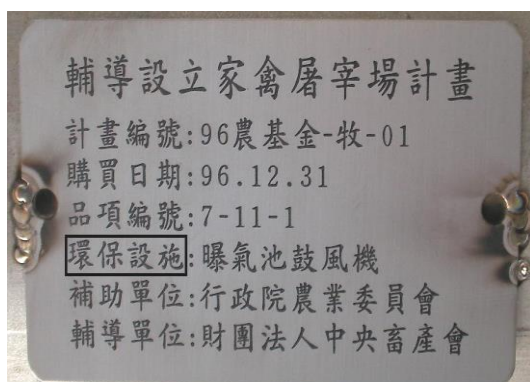 輔導設立家禽屠宰場計畫
計畫編號:96農基金-牧-01
購買日期:96.12.31
品項編號:7-11-1
環保設施:曝氣池鼓風機
補助單位:行政院農業委員會
輔導單位:財團法人中央畜產會